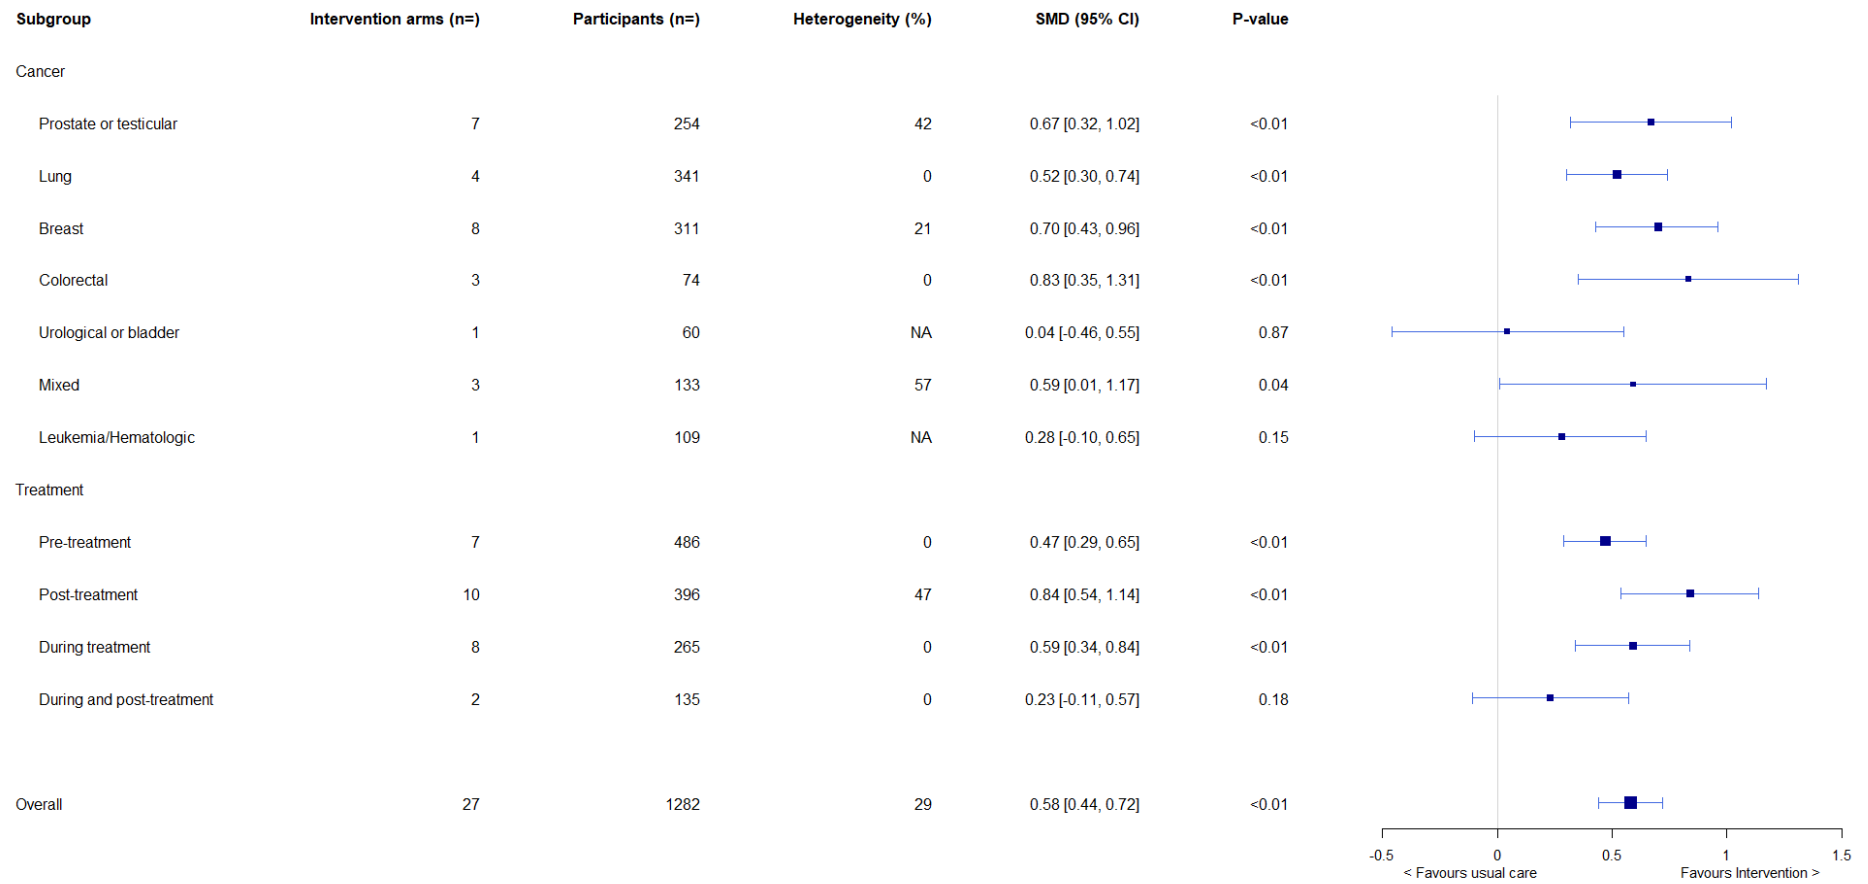 Subgroup Intervention arms (n=) Participants (n=) Heterogeneity (%) SMD (95% CI) P-value
Cancer
Prostate or testicular 7 254 42 0.67 [0.32, 1.02] <0.01
Lung 4 341 0 0.52 [0.30, 0.74] <0.01
Breast 8 311 21 0.70 [0.43, 0.96] <0.01
Colorectal 3 74 0 0.83 [0.35, 1.31] <0.01
Urological or bladder 1 60 NA 0.04 [-0.46, 0.55] 0.87
Mixed 3 133 57 0.59 [0.01, 1.17] 0.04
Leukemia/Hematologic 1 109 NA 0.28 [-0.10, 0.65] 0.15
Treatment
Pre-treatment 7 486 0 0.47 [0.29, 0.65] <0.01
Post-treatment 10 396 47 0.84 [0.54, 1.14] <0.01
During treatment 8 265 0 0.59 [0.34, 0.84] <0.01
During and post-treatment 2 135 0 0.23 [-0.11, 0.57] 0.18
Overall 27 1282 29 0.58 [0.44, 0.72] <0.01
-0.5 0 0.5 1 1.5
< Favours usual care Favours Intervention >